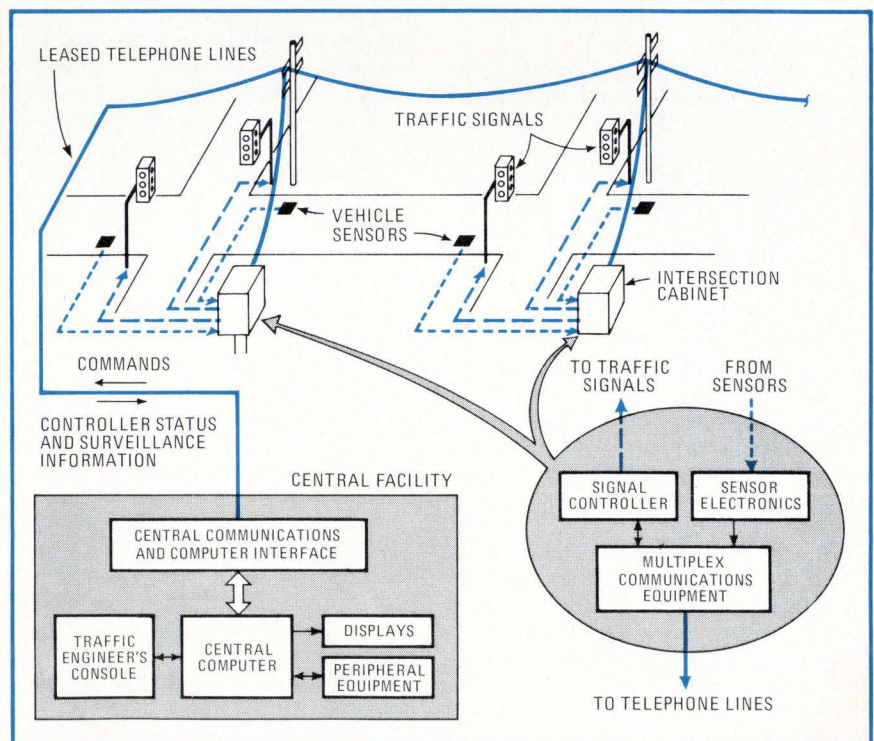 LEASED TELEPHONE LINES
TRAFFIC SIGNALS
VEHICLE
SENSORS
INTERSECTION
CABINET
COMMANDS
CONTROLLER STATUS
AND SURVEILLANCE
INFORMATION
TO TRAFFIC
SIGNALS
FROM
SENSORS
CENTRAL FACILITY
CENTRAL COMMUNICATIONS
AND COMPUTER INTERFACE
TRAFFIC
ENGINEER'S
CONSOLE
CENTRAL
COMPUTER
DISPLAYS
PERIPHERAL
EQUIPMENT
SIGNAL
CONTROLLER
SENSOR
ELECTRONICS
MULTIPLEX
COMMUNICATIONS
EQUIPMENT
TO TELEPHONE LINES